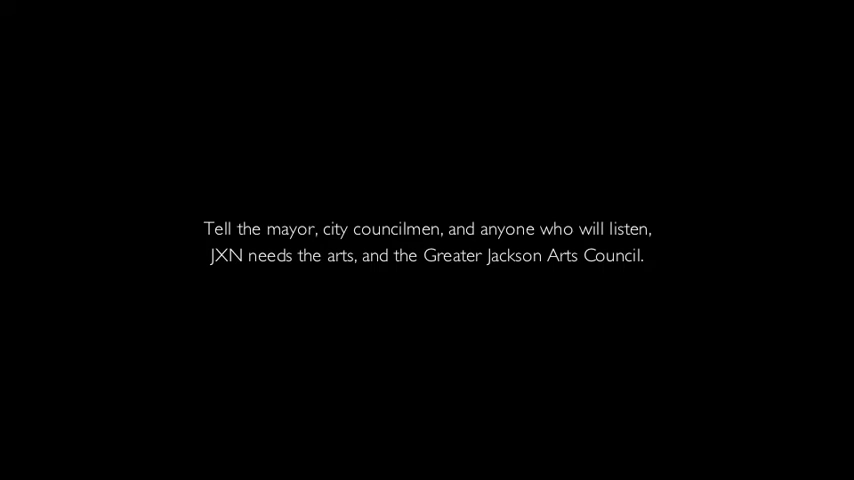 Tell the mayor, city councilmen, and anyone who will listen,
JXN needs the arts, and the Greater Jackson Arts Council.